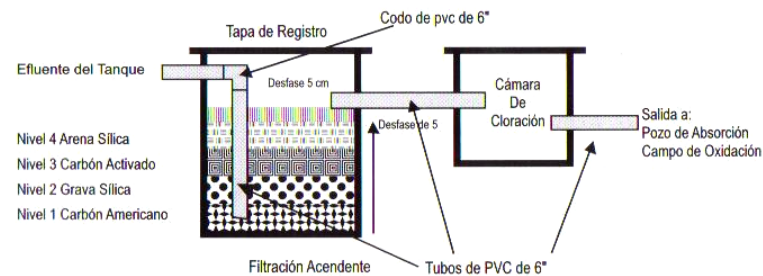 Codo de pvc de 6"
Tapa de Registro
Efluente del Tanque
Desfase 5 cm
Cámara
De
Cloración
Desfase de 5
Salida a:
Pozo de Absorción
Campo de Oxidación
Nivel 4 Arena Sílica
Nivel 3 Carbón Activado
Nivel 2 Grava Sílica
Nivel 1 Carbón Americano
Filtración Acendente
Tubos de PVC de 6"